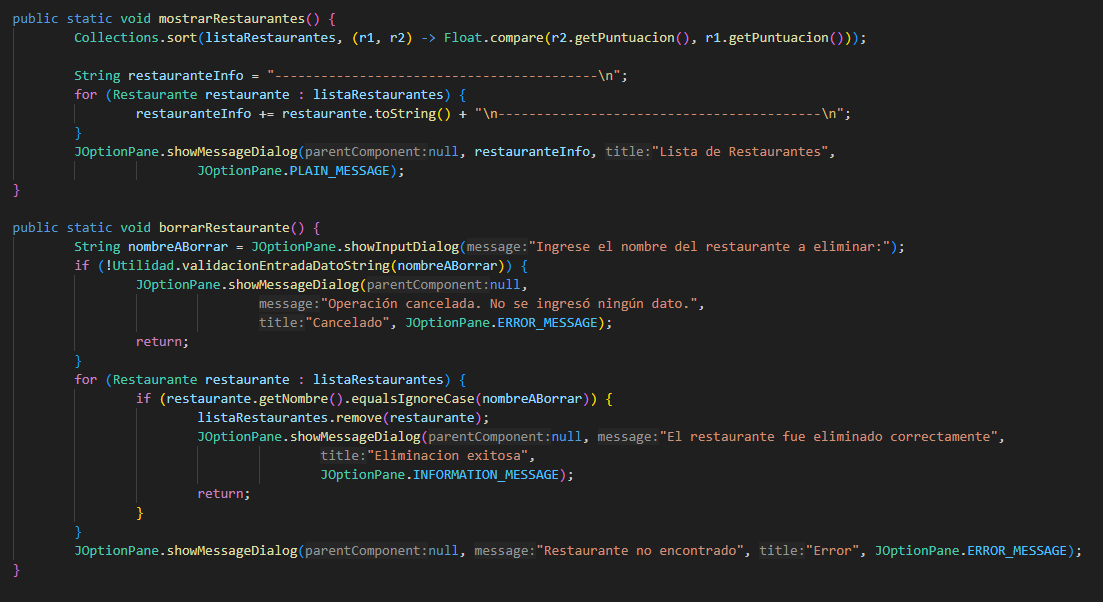 public static void mostrarRestaurantes() {
Collections.sort(listaRestaurantes, (r1, r2) -> Float.compare(r2.getPuntuacion(), r1.getPuntuacion()));
String restauranteInfo = "------------------------------------------\n";
for (Restaurante restaurante : listaRestaurantes) {
restauranteInfo += restaurante.toString() + "\n------------------------------------------\n";
}
JOptionPane.showMessageDialog(parentComponent:null, restauranteInfo, title:"Lista de Restaurantes",
JOptionPane.PLAIN_MESSAGE);
}
public static void borrarRestaurante() {
String nombreABorrar = JOptionPane.showInputDialog(message:"Ingrese el nombre del restaurante a eliminar:");
if (!Utilidad.validacionEntradaDatoString(nombreABorrar)) {
JOptionPane.showMessageDialog(parentComponent:null,
message:"Operación cancelada. No se ingresó ningún dato.",
title:"Cancelado", JOptionPane.ERROR_MESSAGE);
return;
}
for (Restaurante restaurante : listaRestaurantes) {
if (restaurante.getNombre().equalsIgnoreCase(nombreABorrar)) {
listaRestaurantes.remove(restaurante);
JOptionPane.showMessageDialog(parentComponent:null, message:"El restaurante fue eliminado correctamente",
title:"Eliminacion exitosa",
JOptionPane.INFORMATION_MESSAGE);
return;
}
}
JOptionPane.showMessageDialog(parentComponent:null, message:"Restaurante no encontrado", title:"Error", JOptionPane.ERROR_MESSAGE);
}